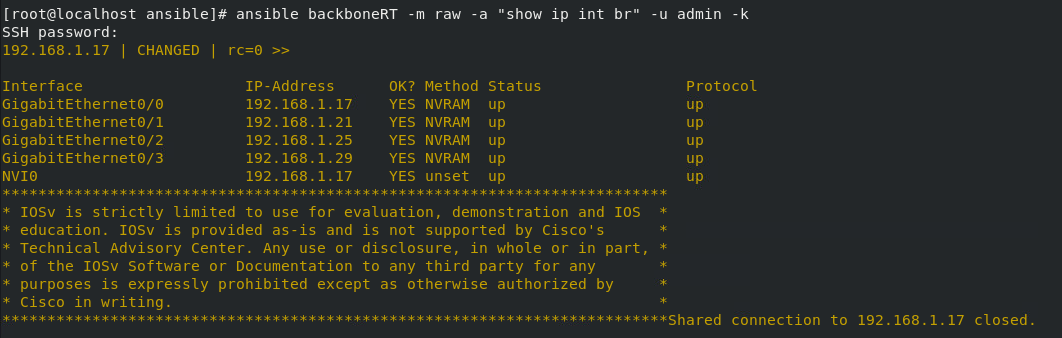 [root@localhost ansible]# ansible backboneRT -m raw -a "show ip int br" -u admin -k
SSH password:
192.168.1.17 | CHANGED | rc=0 >>

Interface                  IP-Address      OK? Method Status                Protocol
GigabitEthernet0/0         192.168.1.17    YES NVRAM  up                    up
GigabitEthernet0/1         192.168.1.21    YES NVRAM  up                    up
GigabitEthernet0/2         192.168.1.25    YES NVRAM  up                    up
GigabitEthernet0/3         192.168.1.29    YES NVRAM  up                    up
NVI0                       192.168.1.17    YES unset  up                    up
**************************************************************************
* IOSv is strictly limited to use for evaluation, demonstration and IOS  *
* education. IOSv is provided as-is and is not supported by Cisco's      *
* Technical Advisory Center. Any use or disclosure, in whole or in part, *
* of the IOSv Software or Documentation to any third party for any       *
* purposes is expressly prohibited except as otherwise authorized by     *
* Cisco in writing.                                                      *
**************************************************************************Shared connection to 192.168.1.17 closed.